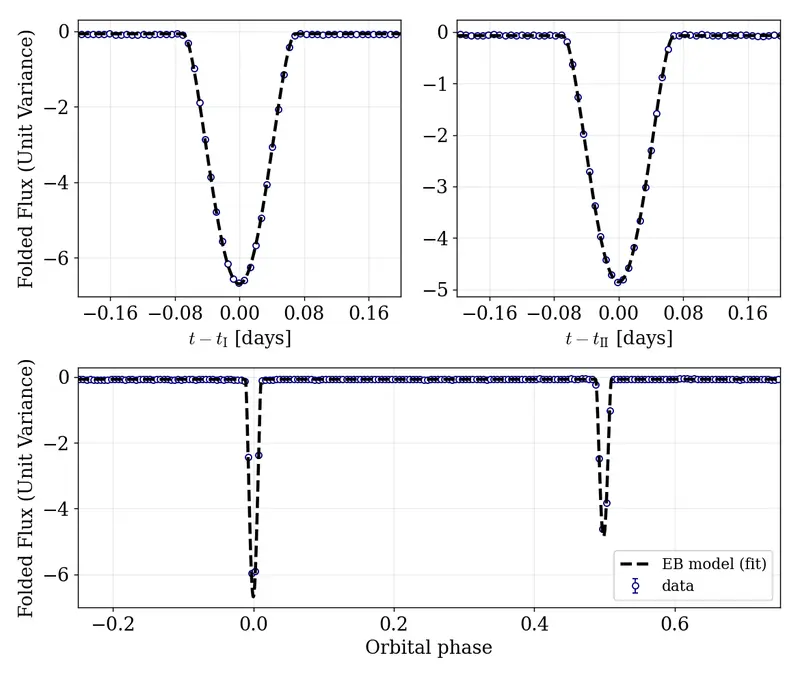 Folded Flux (Unit Variance)
0
−2
−4
−6
−0.16 −0.08 0.00 0.08 0.16
t − t_I [days]
0
−1
−2
−3
−4
−5
−0.16 −0.08 0.00 0.08 0.16
t − t_II [days]
Folded Flux (Unit Variance)
0
−2
−4
−6
−0.2 0.0 0.2 0.4 0.6
Orbital phase
EB model (fit)
data